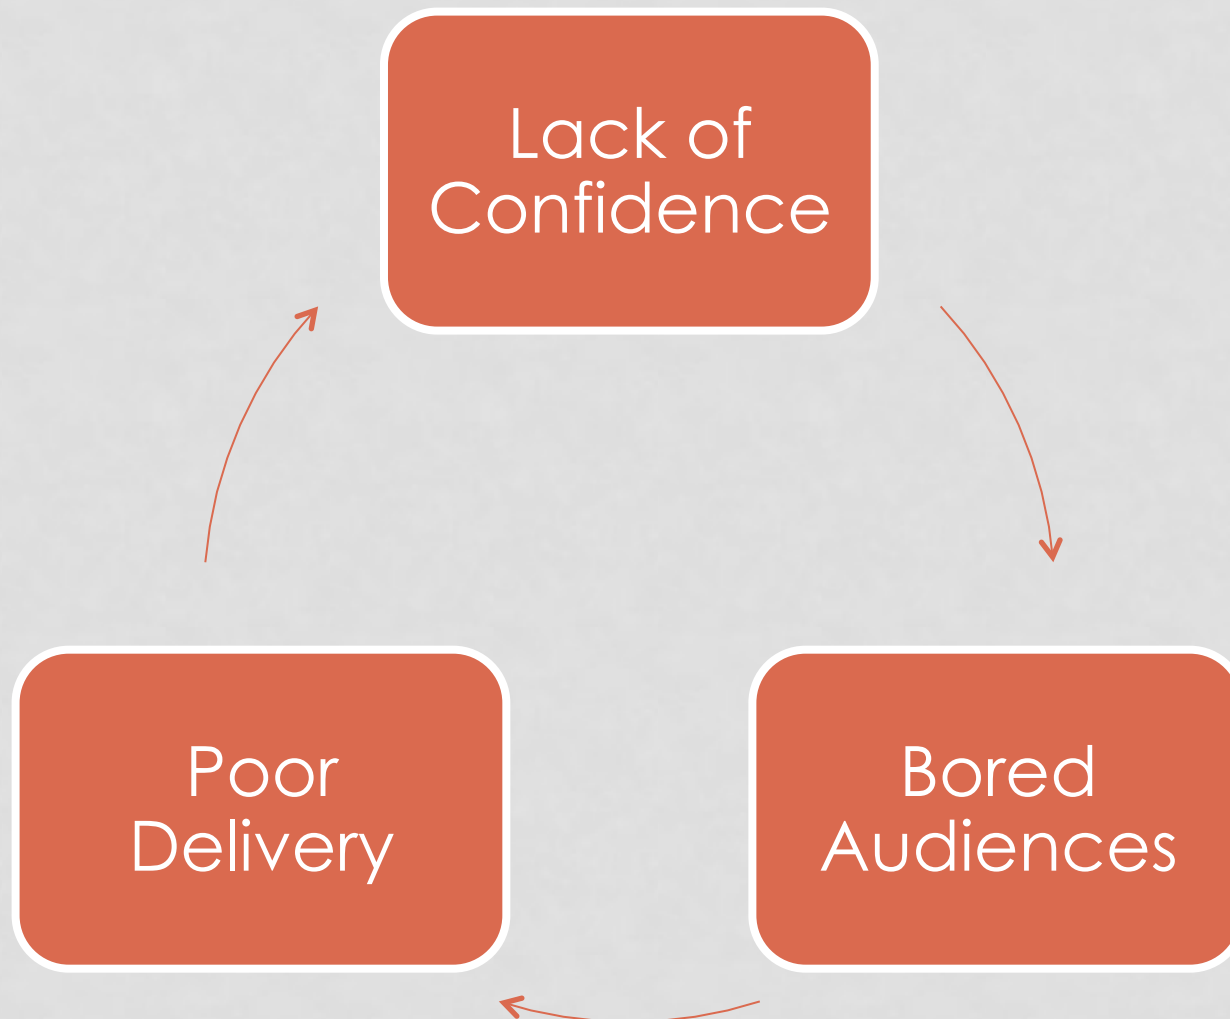 Lack of
Confidence
Bored
Audiences
Poor
Delivery